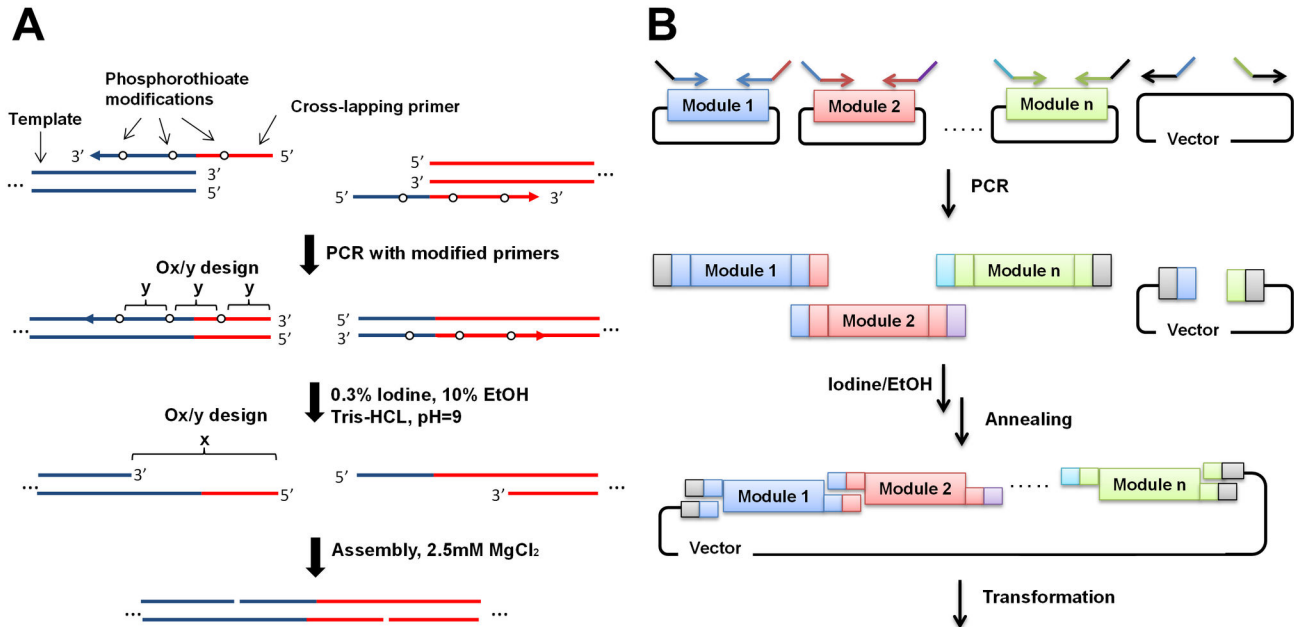 A
Phosphorothioate
modifications
Cross-lapping primer
Template
3′
5′
...
3′
5′
5′
3′
...
5′
3′
PCR with modified primers
Ox/y design
y
y
y
...
3′
5′
5′
3′
...
0.3% Iodine, 10% EtOH
Tris-HCL, pH=9
Ox/y design
x
...
3′
5′
5′
3′
...
Assembly, 2.5mM MgCl₂
...
...
B
Module 1
Module 2
.....
Module n
Vector
PCR
Module 1
Module n
Module 2
Vector
Iodine/EtOH
Annealing
Module 1
Module 2
.....
Module n
Vector
Transformation